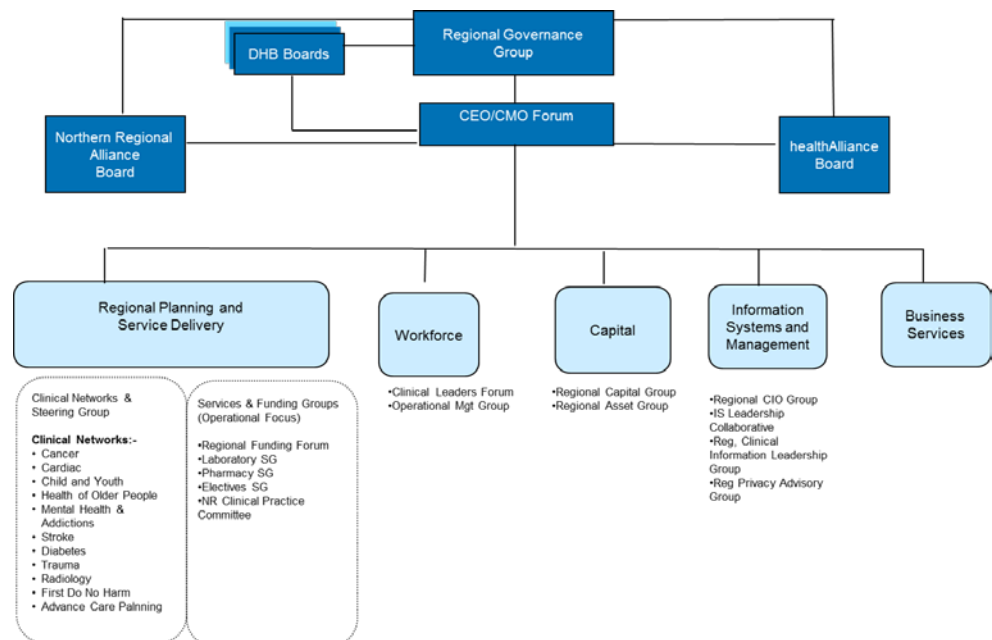 Regional Governance
Group
DHB Boards
CEO/CMO Forum
Northern Regional
Alliance
Board
healthAlliance
Board
Regional Planning and
Service Delivery
Workforce
Capital
Information
Systems and
Management
Business
Services
Clinical Networks &
Steering Group
Clinical Networks:-
• Cancer
• Cardiac
• Child and Youth
• Health of Older People
• Mental Health &
Addictions
• Stroke
• Diabetes
• Trauma
• Radiology
• First Do No Harm
• Advance Care Palnning
Services & Funding Groups
(Operational Focus)
•Regional Funding Forum
•Laboratory SG
•Pharmacy SG
•Electives SG
•NR Clinical Practice
Committee
•Clinical Leaders Forum
•Operational Mgt Group
•Regional Capital Group
•Regional Asset Group
•Regional CIO Group
•IS Leadership
Collaborative
•Reg, Clinical
Information Leadership
Group
•Reg Privacy Advisory
Group